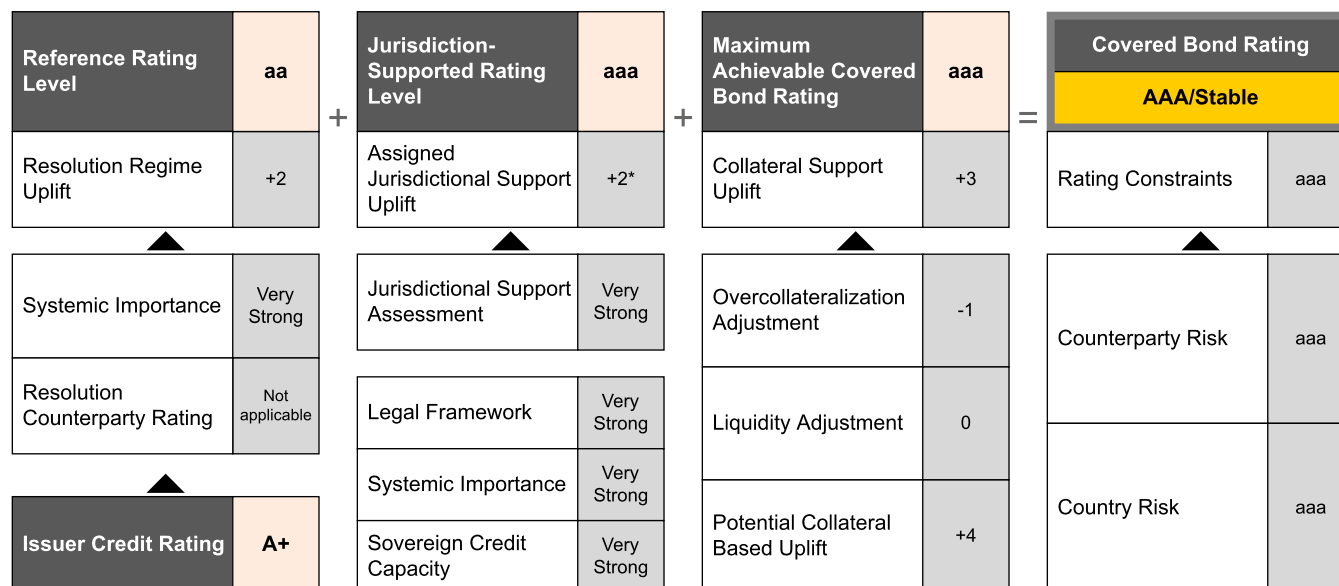 Reference Rating
Level
aa
Resolution Regime
Uplift
+2
Systemic Importance
Very
Strong
Resolution
Counterparty Rating
Not
applicable
Issuer Credit Rating
A+
+
Jurisdiction-
Supported Rating
Level
aaa
Assigned
Jurisdictional Support
Uplift
+2*
Jurisdictional Support
Assessment
Very
Strong
Legal Framework
Very
Strong
Systemic Importance
Very
Strong
Sovereign Credit
Capacity
Very
Strong
+
Maximum
Achievable Covered
Bond Rating
aaa
Collateral Support
Uplift
+3
Overcollateralization
Adjustment
-1
Liquidity Adjustment
0
Potential Collateral
Based Uplift
+4
=
Covered Bond Rating
AAA/Stable
Rating Constraints
aaa
Counterparty Risk
aaa
Country Risk
aaa